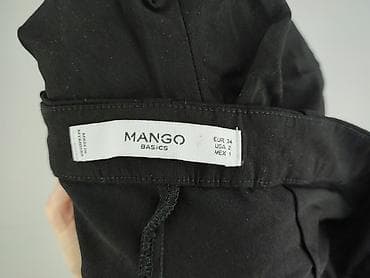 MANGO
BASICS
EUR 34
USA 2
MEX 1